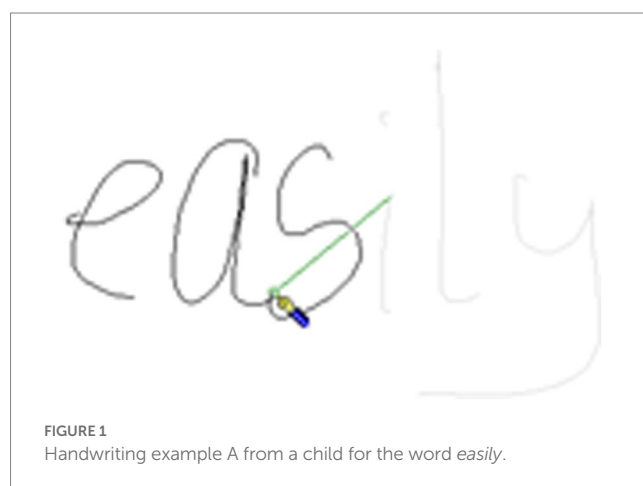 easily
FIGURE 1
Handwriting example A from a child for the word easily.